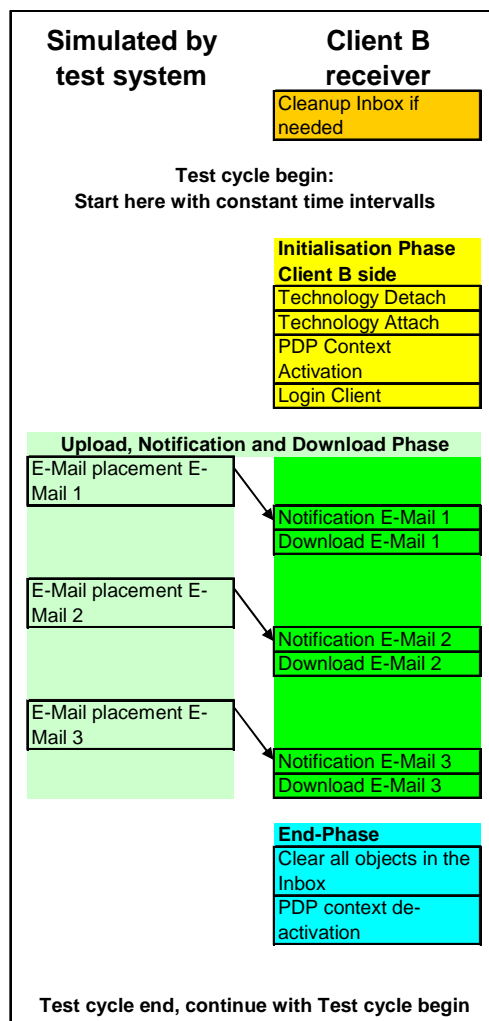 Simulated by
test system
Client B
receiver
Cleanup Inbox if
needed
Test cycle begin:
Start here with constant time intervalls
Initialisation Phase
Client B side
Technology Detach
Technology Attach
PDP Context
Activation
Login Client
Upload, Notification and Download Phase
E-Mail placement E-
Mail 1
Notification E-Mail 1
Download E-Mail 1
E-Mail placement E-
Mail 2
Notification E-Mail 2
Download E-Mail 2
E-Mail placement E-
Mail 3
Notification E-Mail 3
Download E-Mail 3
End-Phase
Clear all objects in the
Inbox
PDP context de-
activation
Test cycle end, continue with Test cycle begin